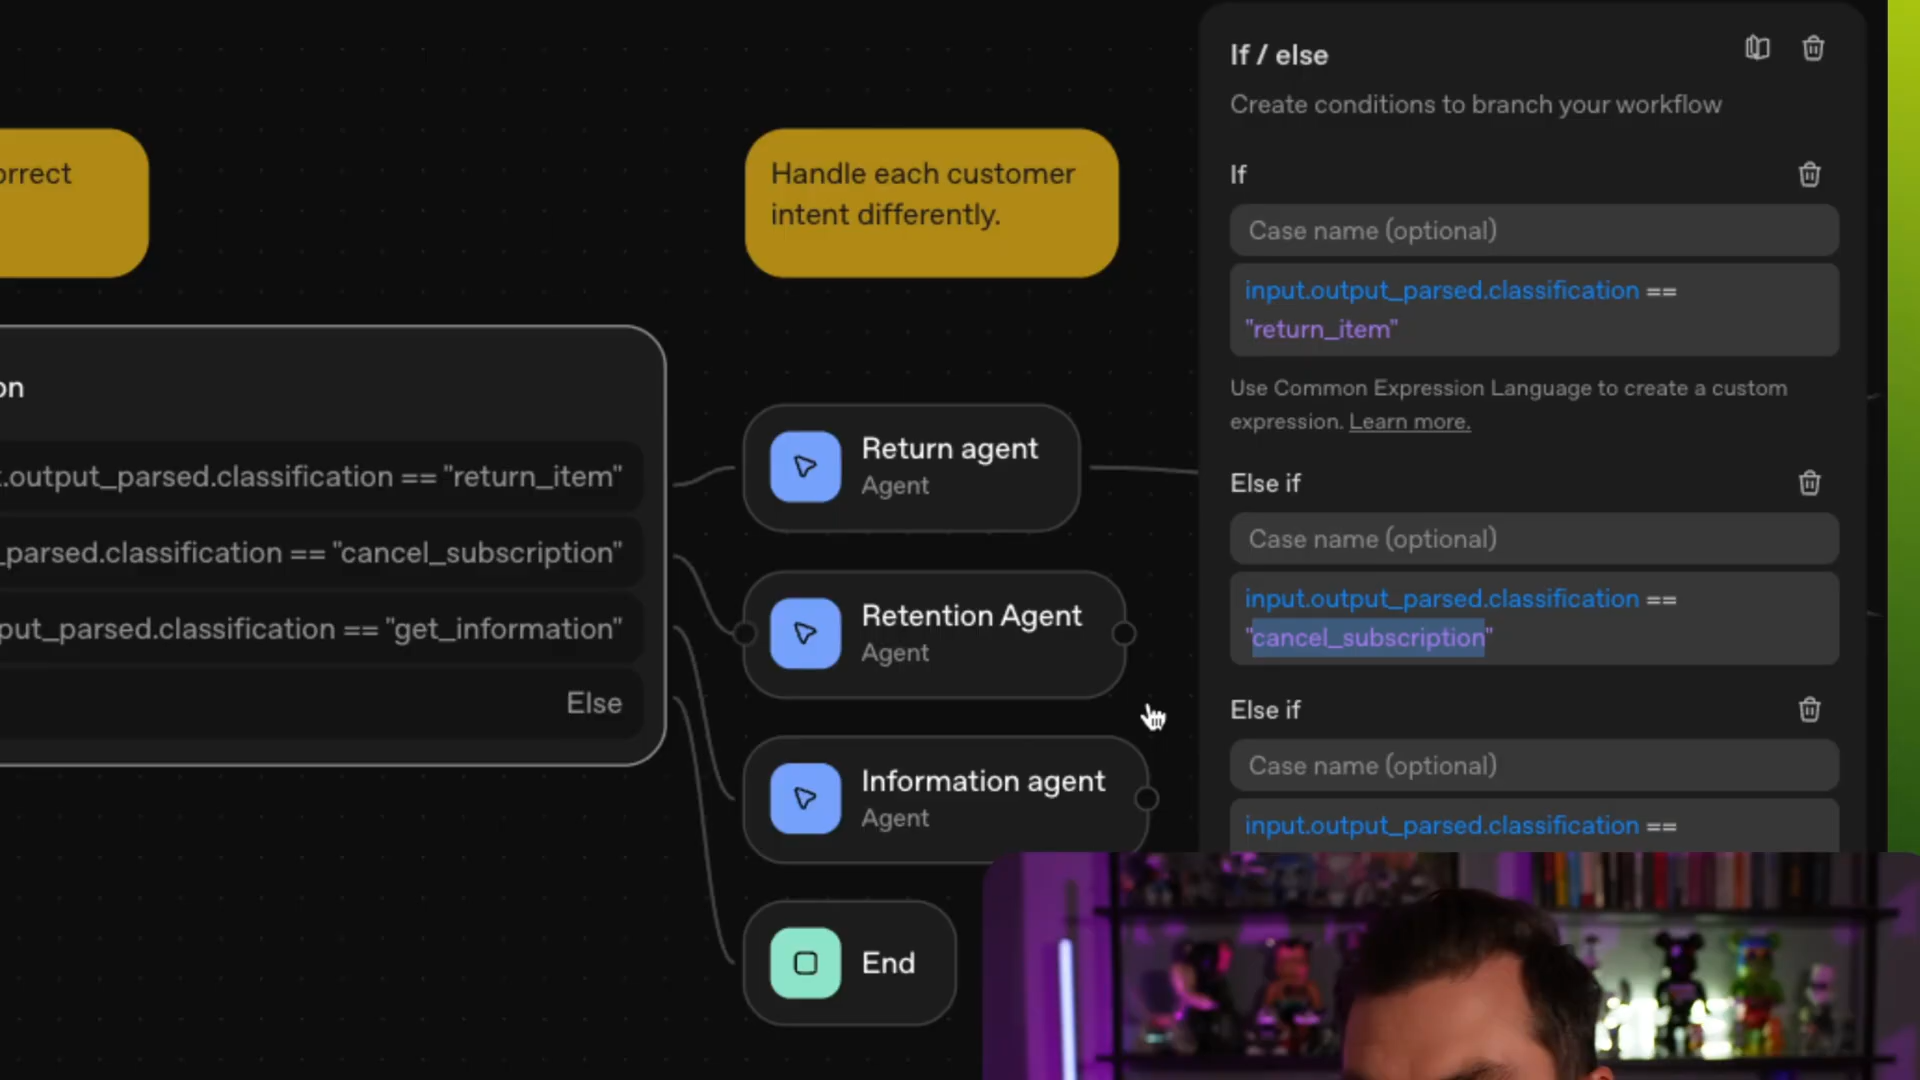 orrect
Handle each customer
intent differently.
on
t.output_parsed.classification == "return_item"
_parsed.classification == "cancel_subscription"
put_parsed.classification == "get_information"
Else
Return agent
Agent
Retention Agent
Agent
Information agent
Agent
End
If / else
Create conditions to branch your workflow
If
Case name (optional)
input.output_parsed.classification ==
"return_item"
Use Common Expression Language to create a custom
expression. Learn more.
Else if
Case name (optional)
input.output_parsed.classification ==
"cancel_subscription"
Else if
Case name (optional)
input.output_parsed.classification ==